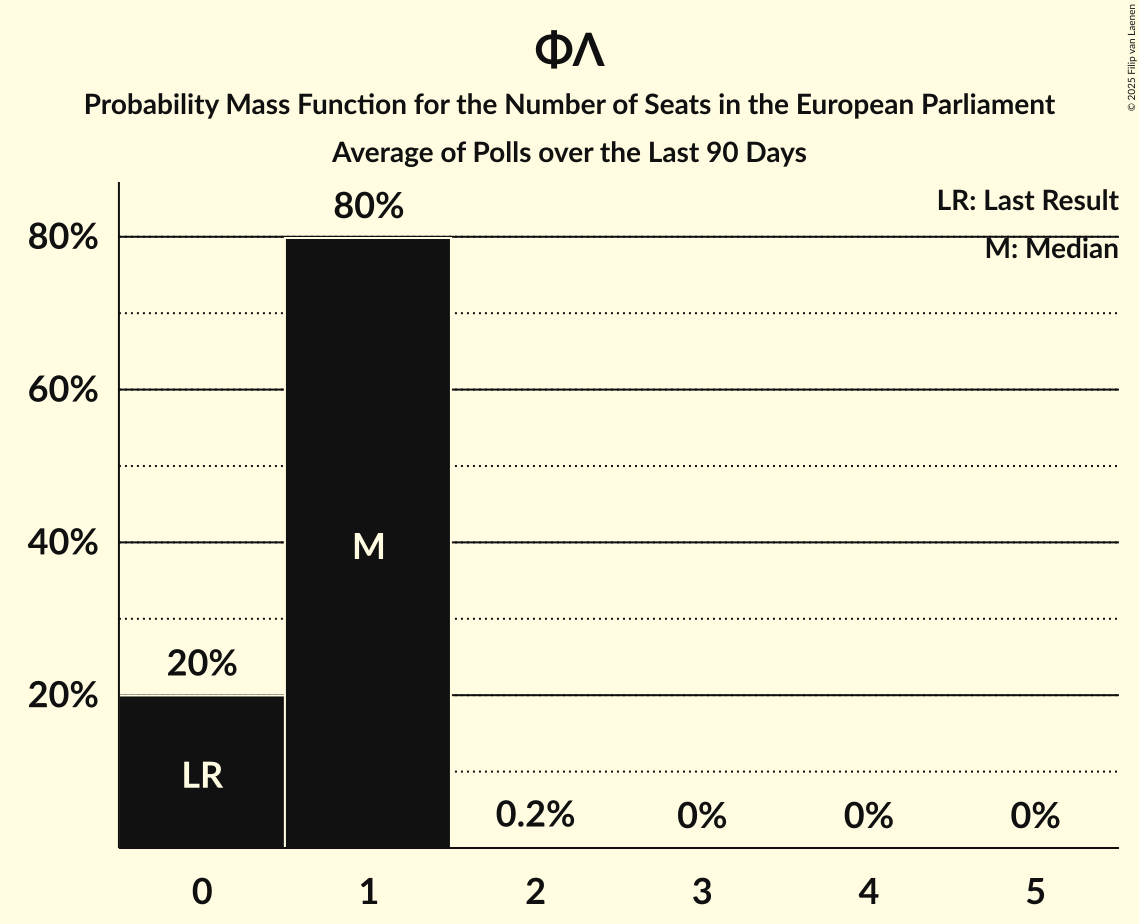 ΦΛ
Probability Mass Function for the Number of Seats in the European Parliament
Average of Polls over the Last 90 Days
© 2025 Filip van Laenen
LR: Last Result
M: Median
80%
80%
60%
40%
M
20%
20%
LR
0.2%
0%
0%
0%
0
1
2
3
4
5